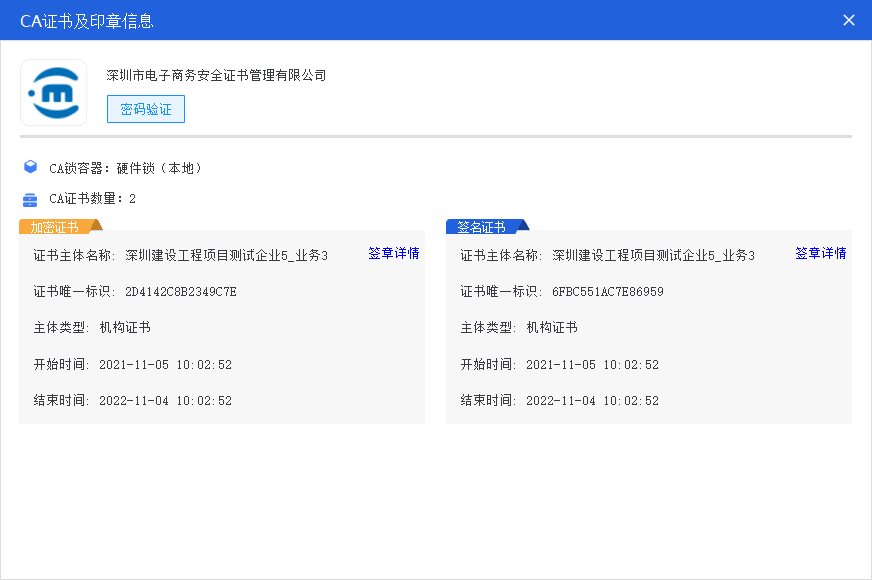 CA证书及印章信息
深圳市电子商务安全证书管理有限公司
密码验证
CA锁容器: 硬件锁（本地）
CA证书数量: 2
加密证书
证书主体名称: 深圳建设工程项目测试企业5_业务3 签章详情
证书唯一标识: 2D4142C8B2349C7E
主体类型: 机构证书
开始时间: 2021-11-05 10:02:52
结束时间: 2022-11-04 10:02:52
签名证书
证书主体名称: 深圳建设工程项目测试企业5_业务3 签章详情
证书唯一标识: 6FBC551AC7E86959
主体类型: 机构证书
开始时间: 2021-11-05 10:02:52
结束时间: 2022-11-04 10:02:52